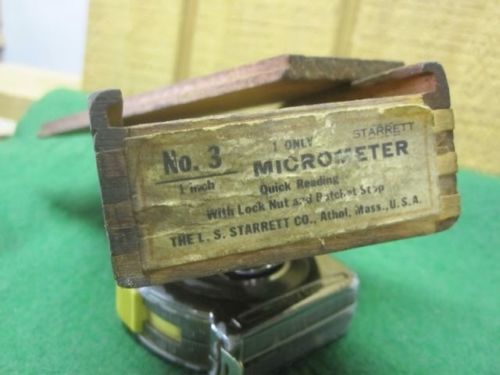 1 ONLY STARRETT
No. 3 MICROMETER
1 inch Quick Reading
With Lock Nut and Ratchet Stop
THE L. S. STARRETT CO., Athol, Mass., U.S.A.